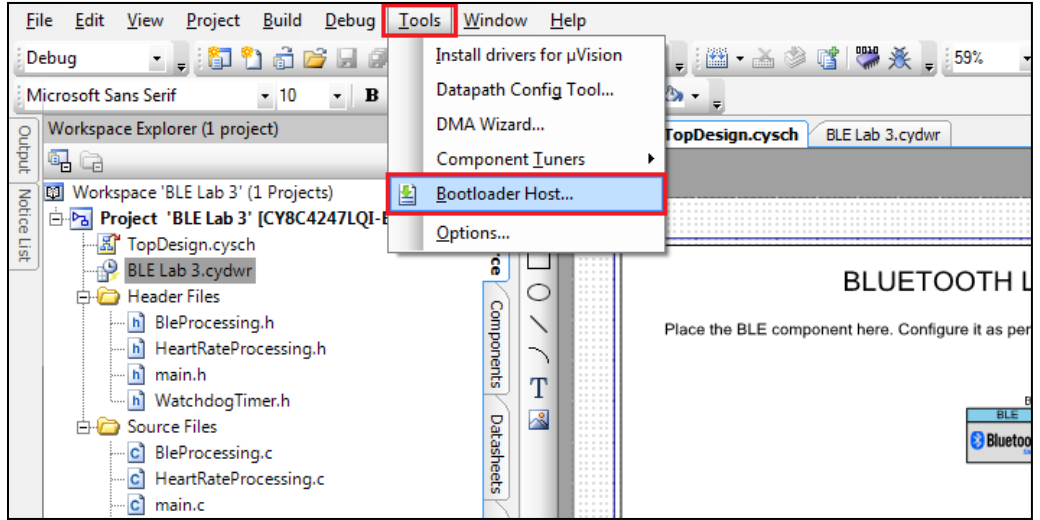 File Edit View Project Build Debug Tools Window Help
Debug 59%
Microsoft Sans Serif 10 B
Install drivers for µVision
Datapath Config Tool...
DMA Wizard...
Component Tuners
Bootloader Host...
Options...
Output
Notice List
Workspace Explorer (1 project)
Workspace 'BLE Lab 3' (1 Projects)
Project 'BLE Lab 3' [CY8C4247LQI-
TopDesign.cysch
BLE Lab 3.cydwr
Header Files
BleProcessing.h
HeartRateProcessing.h
main.h
WatchdogTimer.h
Source Files
BleProcessing.c
HeartRateProcessing.c
main.c
rce
Components
Datasheets
T
TopDesign.cysch BLE Lab 3.cydwr
BLUETOOTH L
Place the BLE component here. Configure it as per
BLE
Bluetoo